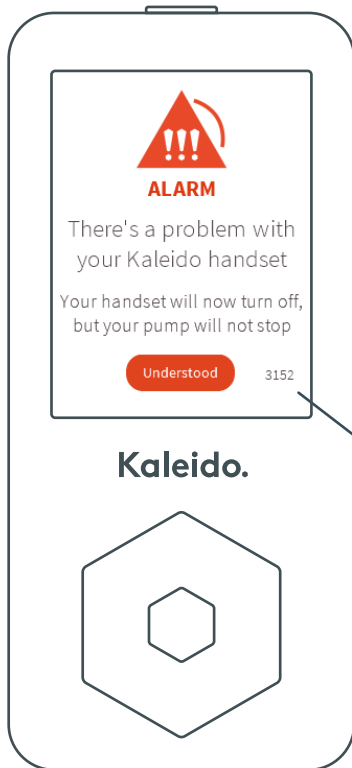 !!!
ALARM
There's a problem with
your Kaleido handset
Your handset will now turn off,
but your pump will not stop
Understood
3152
Kaleido.